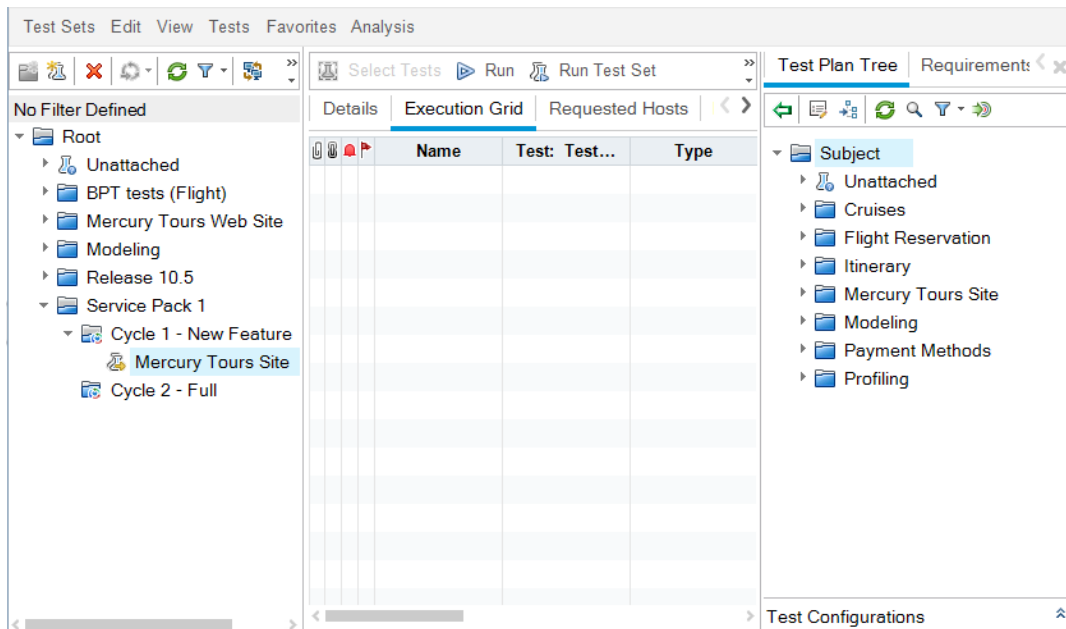 Test Sets Edit View Tests Favorites Analysis
Select Tests Run Run Test Set
Test Plan Tree Requirements
No Filter Defined
Details Execution Grid Requested Hosts
Root
Unattached
BPT tests (Flight)
Mercury Tours Web Site
Modeling
Release 10.5
Service Pack 1
Cycle 1 - New Feature
Mercury Tours Site
Cycle 2 - Full
Name Test: Test... Type
Subject
Unattached
Cruises
Flight Reservation
Itinerary
Mercury Tours Site
Modeling
Payment Methods
Profiling
Test Configurations